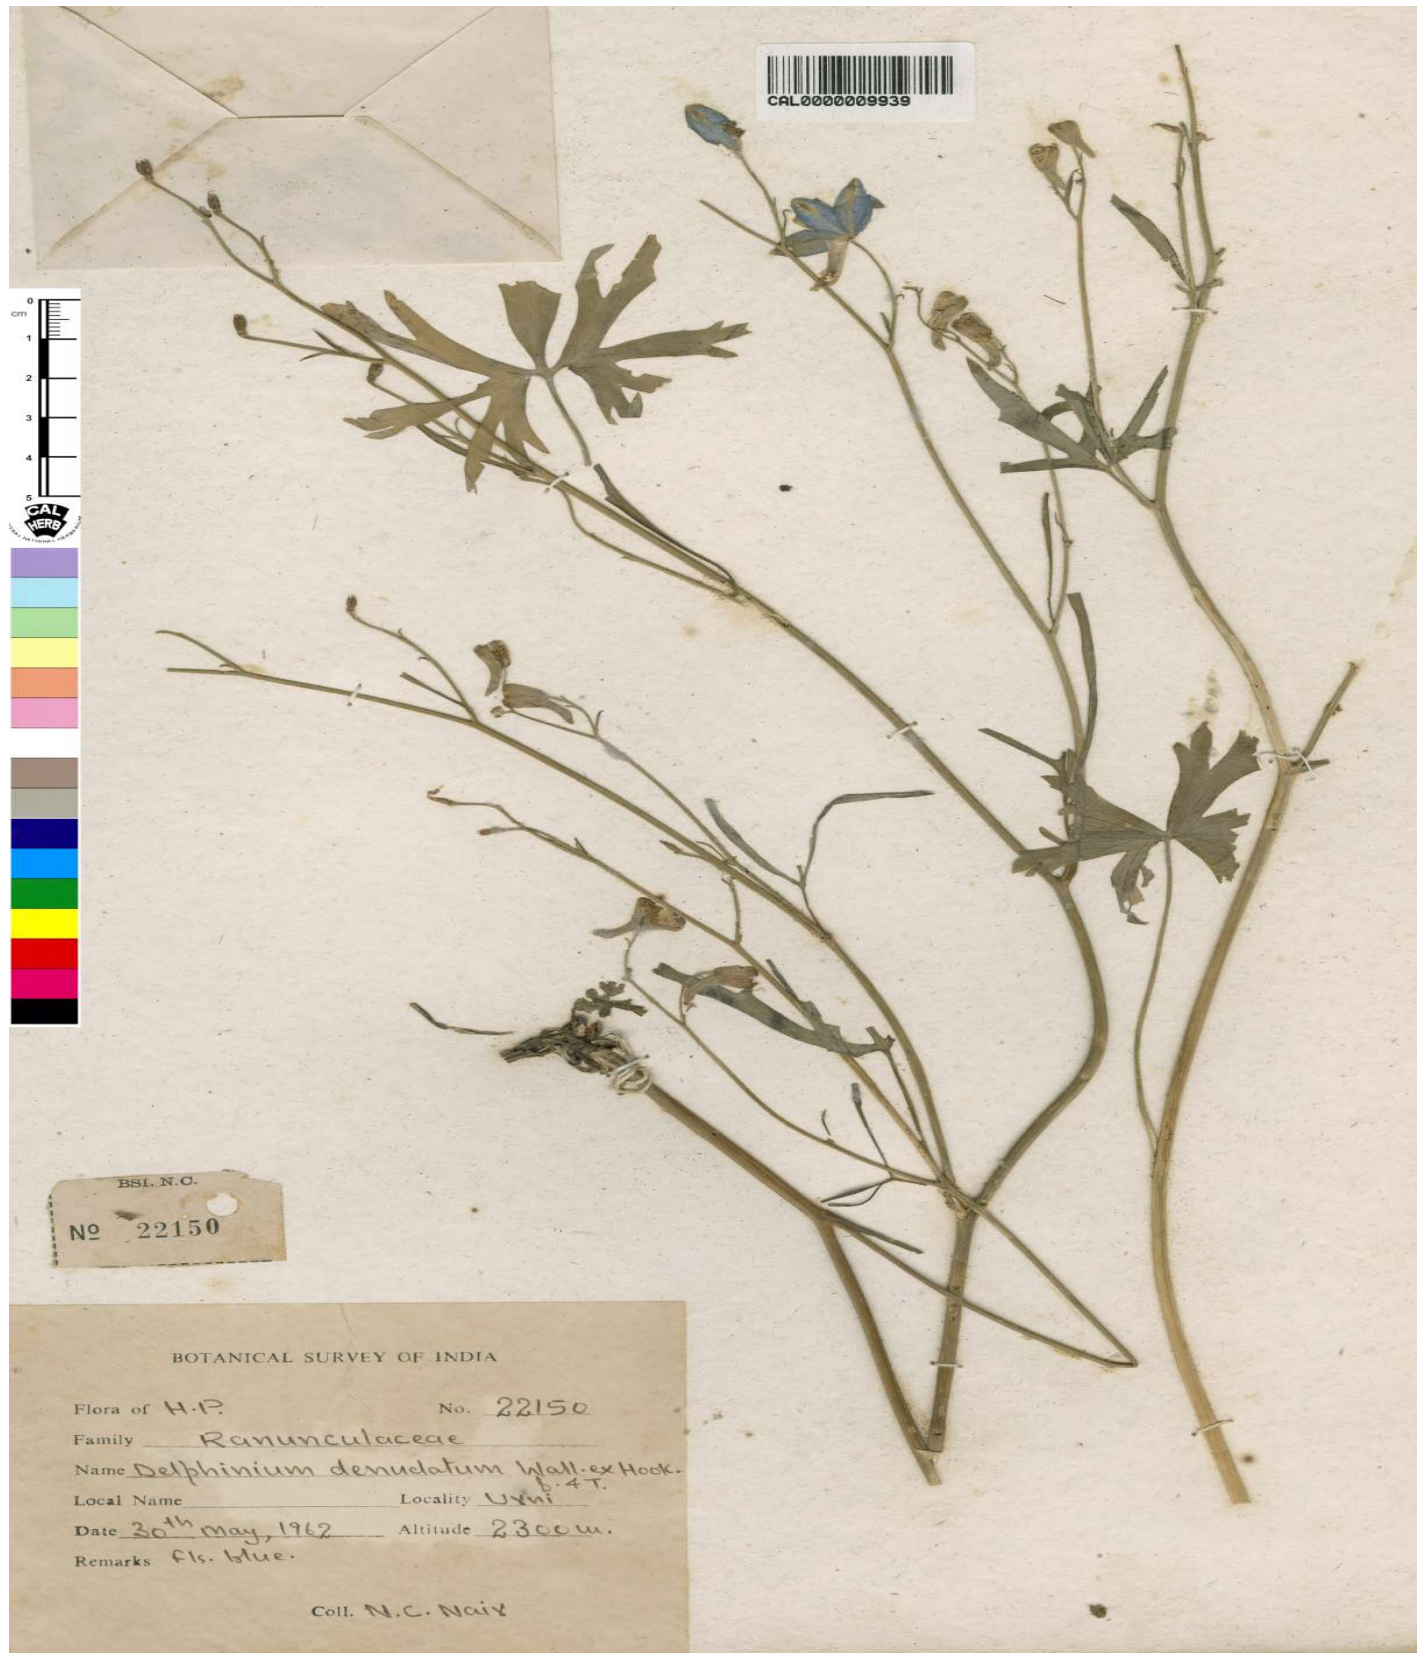 CAL0000009939
0
cm
1
2
3
4
5
CAL
HERB
BSI. N.C.
No 22150
BOTANICAL SURVEY OF INDIA
Flora of H.P. No. 22150
Family Ranunculaceae
Name Delphinium denudatum Wall. ex Hook.
f. & T.
Local Name Locality Urni
Date 30th May, 1962 Altitude 2300 m.
Remarks fls. blue.
Coll. N.C. Nair